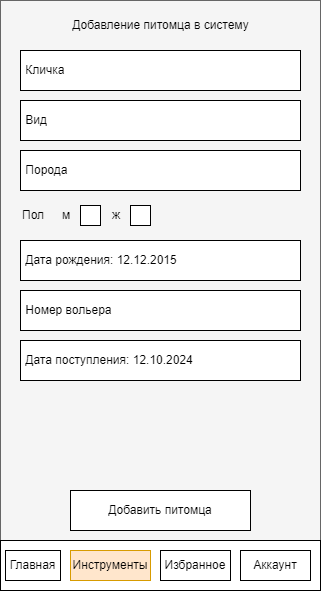 Добавление питомца в систему
Кличка
Вид
Порода
Пол м ж
Дата рождения: 12.12.2015
Номер вольера
Дата поступления: 12.10.2024
Добавить питомца
Главная Инструменты Избранное Аккаунт